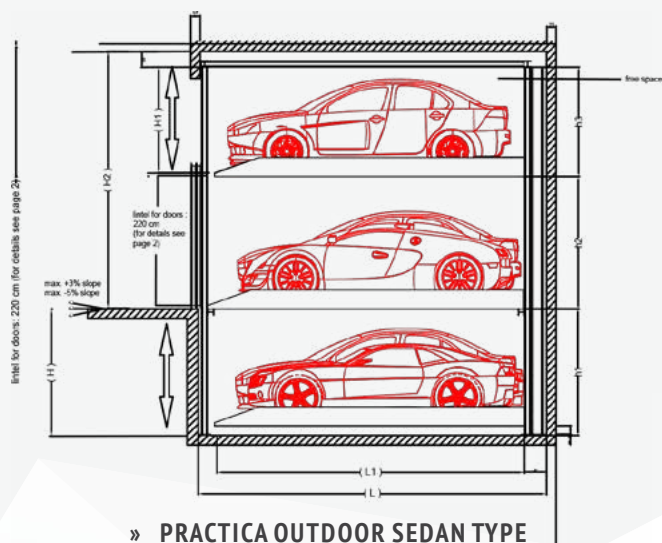 free space
(H1)
h3
(H2)
lintel for doors: 220 cm (for details see page 2)
lintel for doors :
220 cm
(for details see
page 2)
h2
max. +3% slope
max. -5% slope
(H)
h1
(L1)
(L)
» PRACTICA OUTDOOR SEDAN TYPE